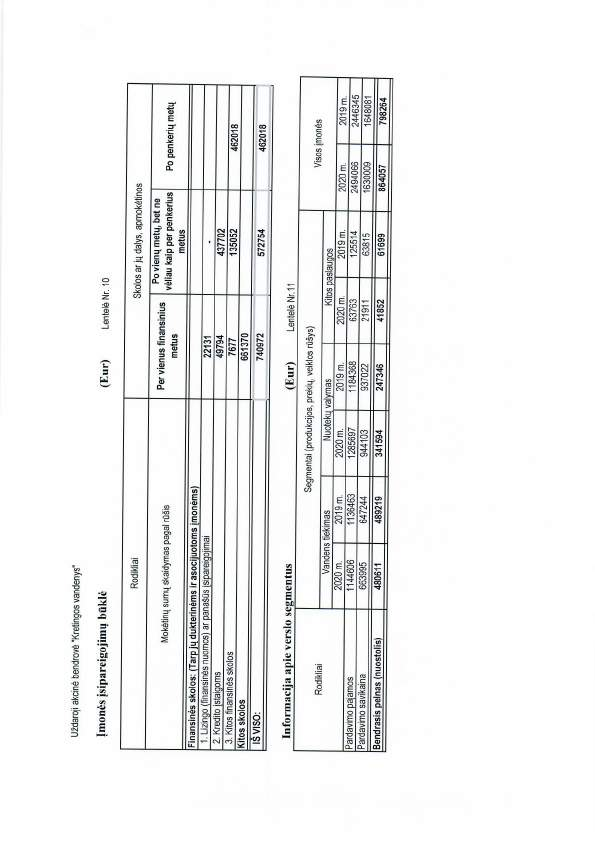 Uždaroji akcinė bendrovė "Kretingos vandenys"
Įmonės įsipareigojimų būklė (Eur) Lentelė Nr. 10
Rodikliai Skolos ar jų dalys, apmokėtinos
Mokėtinų sumų skaidymas pagal rūšis Per vienus finansinius metus Po vienų metų, bet ne vėliau kaip per penkerius metus Po penkerių metų
Finansinės skolos: (Tarp jų dukterinėms ir asocijuotoms įmonėms)
1. Lizingo (finansinės nuomos) ar panašūs įsipareigojimai 22131 -
2. Kredito įstaigoms 49794 437702
3. Kitos finansinės skolos 7677 135052 462018
Kitos skolos 661370
IŠ VISO: 740972 572754 462018
Informacija apie verslo segmentus (Eur) Lentelė Nr. 11
Rodikliai Segmentai (produkcijos, prekių, veiklos rūšys) Visos įmonės
Vandens tiekimas Nuotekų valymas Kitos paslaugos
2020 m. 2019 m. 2020 m. 2019 m. 2020 m. 2019 m. 2020 m. 2019 m.
Pardavimo pajamos 1144606 1136463 1285697 1184368 63763 125514 2494066 2446345
Pardavimo savikaina 663995 647244 944103 937022 21911 63815 1630009 1648081
Bendrasis pelnas (nuostolis) 480611 489219 341594 247346 41852 61699 864057 798264